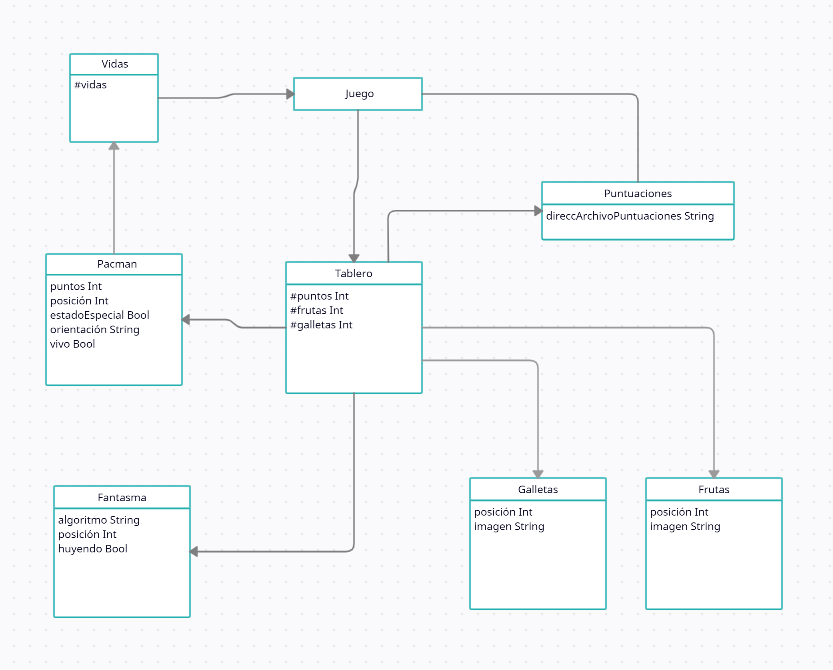 Vidas
#vidas
Juego
Puntuaciones
direccArchivoPuntuaciones String
Pacman
puntos Int
posición Int
estadoEspecial Bool
orientación String
vivo Bool
Tablero
#puntos Int
#frutas Int
#galletas Int
Fantasma
algoritmo String
posición Int
huyendo Bool
Galletas
posición Int
imagen String
Frutas
posición Int
imagen String